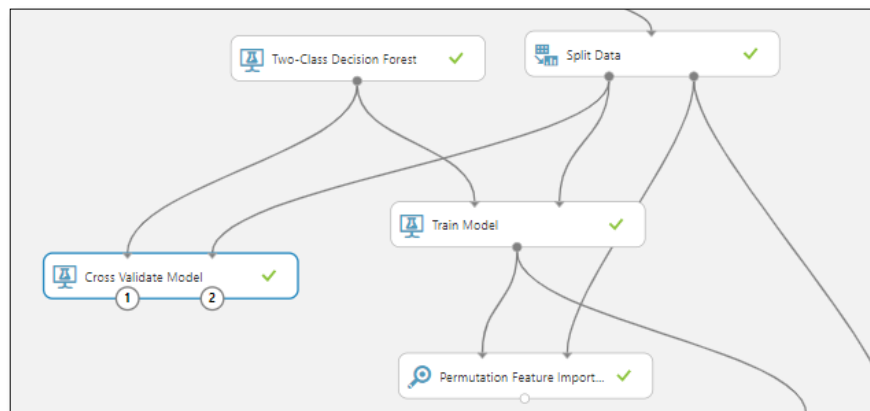 Two-Class Decision Forest
Split Data
Train Model
Cross Validate Model
1
2
Permutation Feature Import...